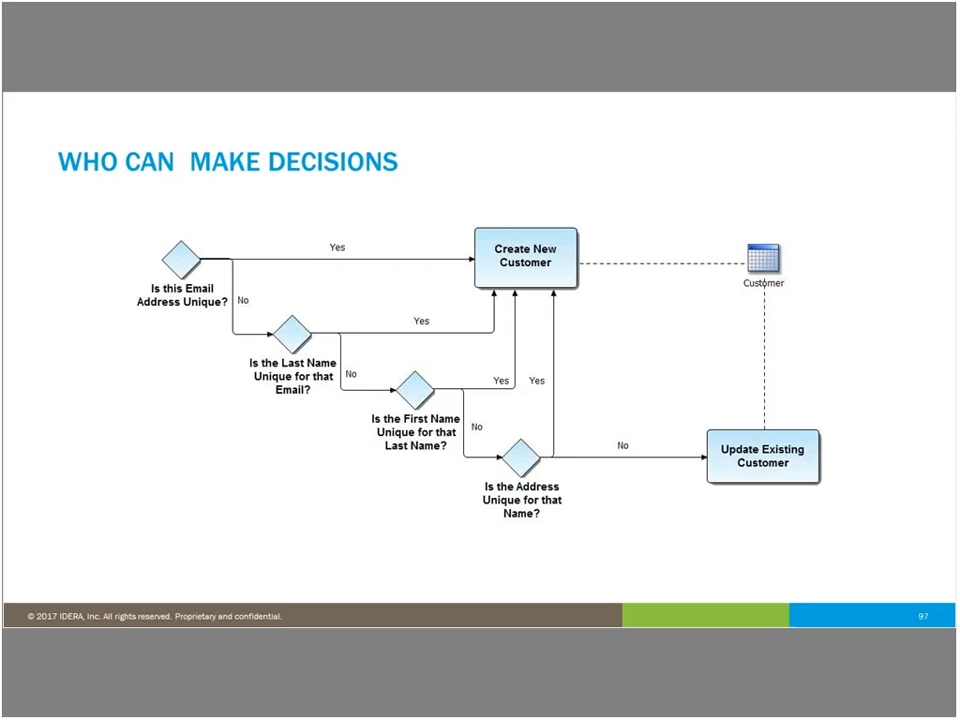 WHO CAN MAKE DECISIONS
Yes
Create New
Customer
Customer
Is this Email
Address Unique?
No
Yes
Is the Last Name
Unique for that
Email?
No
Yes
Yes
Is the First Name
Unique for that
Last Name?
No
No
Update Existing
Customer
Is the Address
Unique for that
Name?
© 2017 IDERA, Inc. All rights reserved. Proprietary and confidential.
97